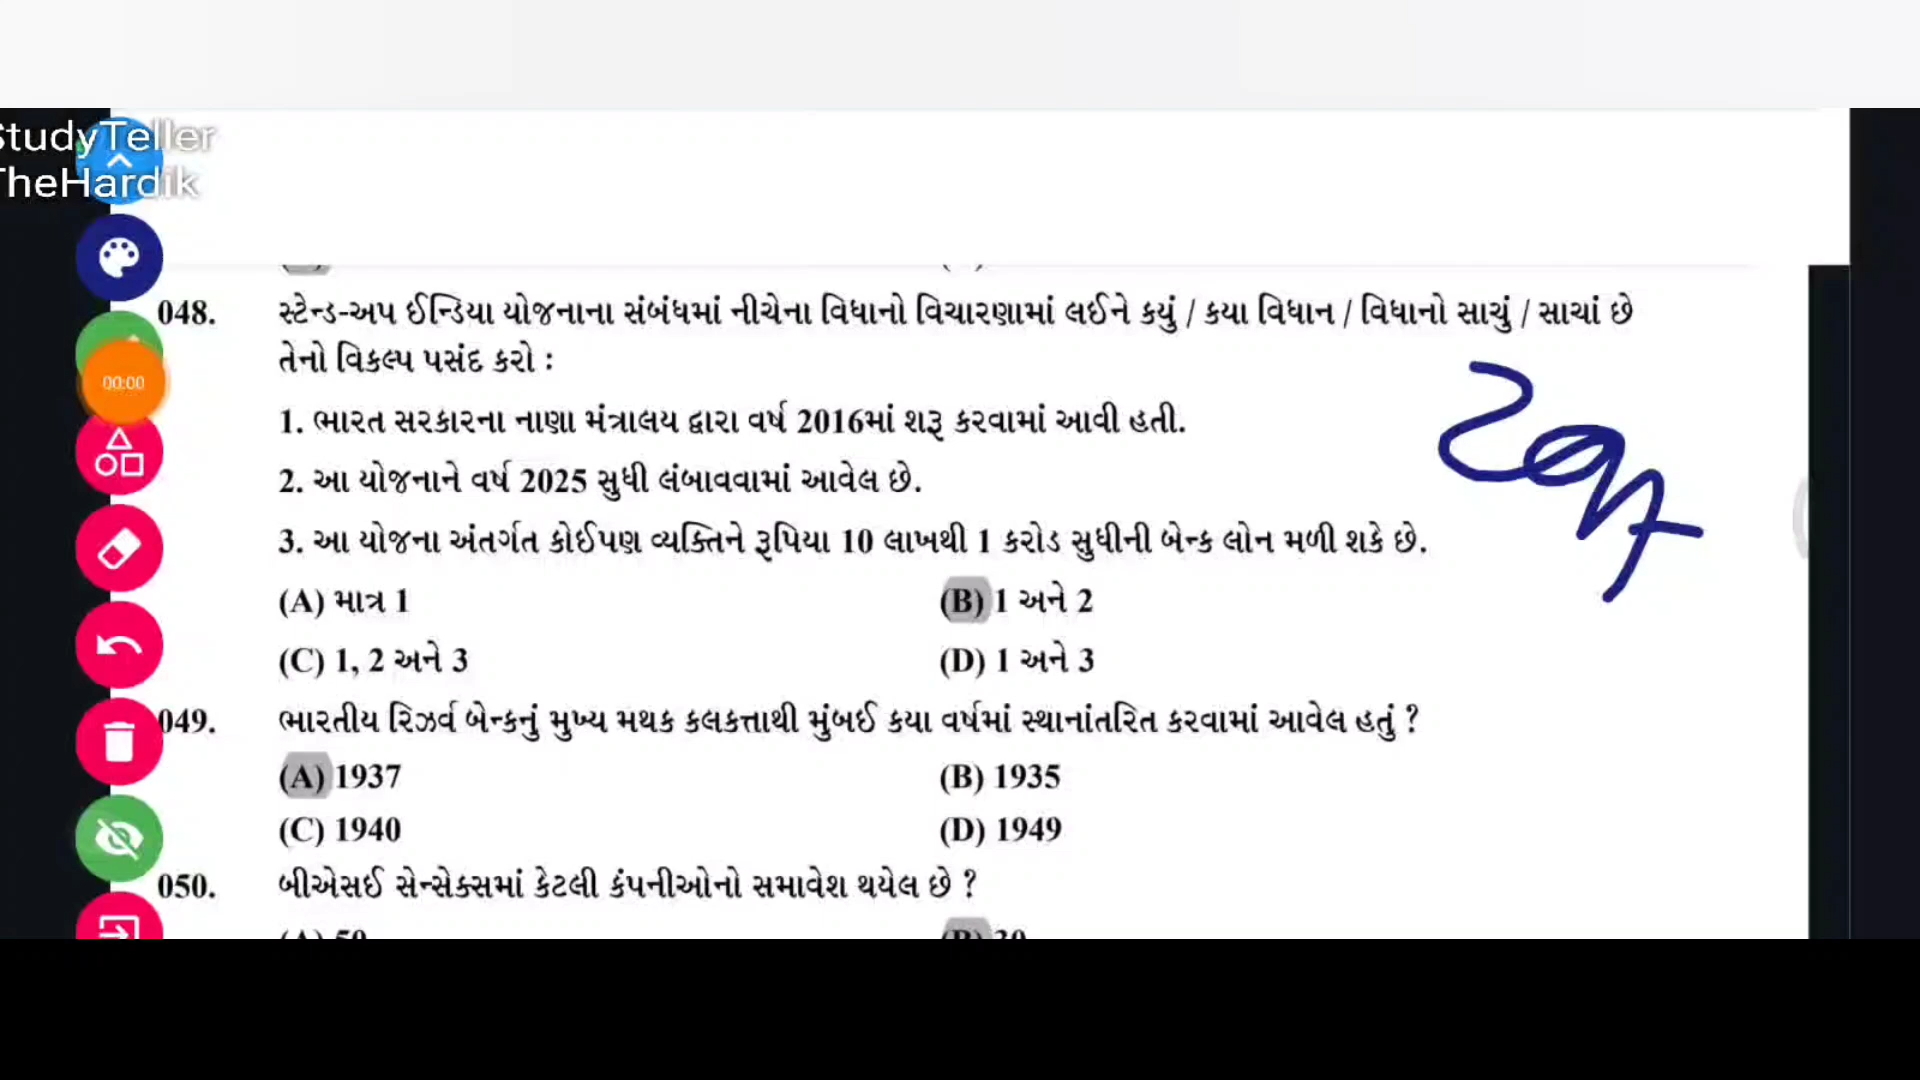 StudyTeller
TheHardik
00:00
048. સ્ટેન્ડ-અપ ઈન્ડિયા યોજનાના સંબંધમાં નીચેના વિધાનો વિચારણામાં લઈને કયું / કયા વિધાન / વિધાનો સાચું / સાચાં છે
તેનો વિકલ્પ પસંદ કરો :
1. ભારત સરકારના નાણા મંત્રાલય દ્વારા વર્ષ 2016માં શરૂ કરવામાં આવી હતી.
2. આ યોજનાને વર્ષ 2025 સુધી લંબાવવામાં આવેલ છે.
3. આ યોજના અંતર્ગત કોઈપણ વ્યક્તિને રૂપિયા 10 લાખથી 1 કરોડ સુધીની બેન્ક લોન મળી શકે છે.
(A) માત્ર 1 (B) 1 અને 2
(C) 1, 2 અને 3 (D) 1 અને 3
049. ભારતીય રિઝર્વ બેન્કનું મુખ્ય મથક કલકત્તાથી મુંબઈ કયા વર્ષમાં સ્થાનાંતરિત કરવામાં આવેલ હતું ?
(A) 1937 (B) 1935
(C) 1940 (D) 1949
050. બીએસઈ સેન્સેક્સમાં કેટલી કંપનીઓનો સમાવેશ થયેલ છે ?
(A) 50 (B) 30